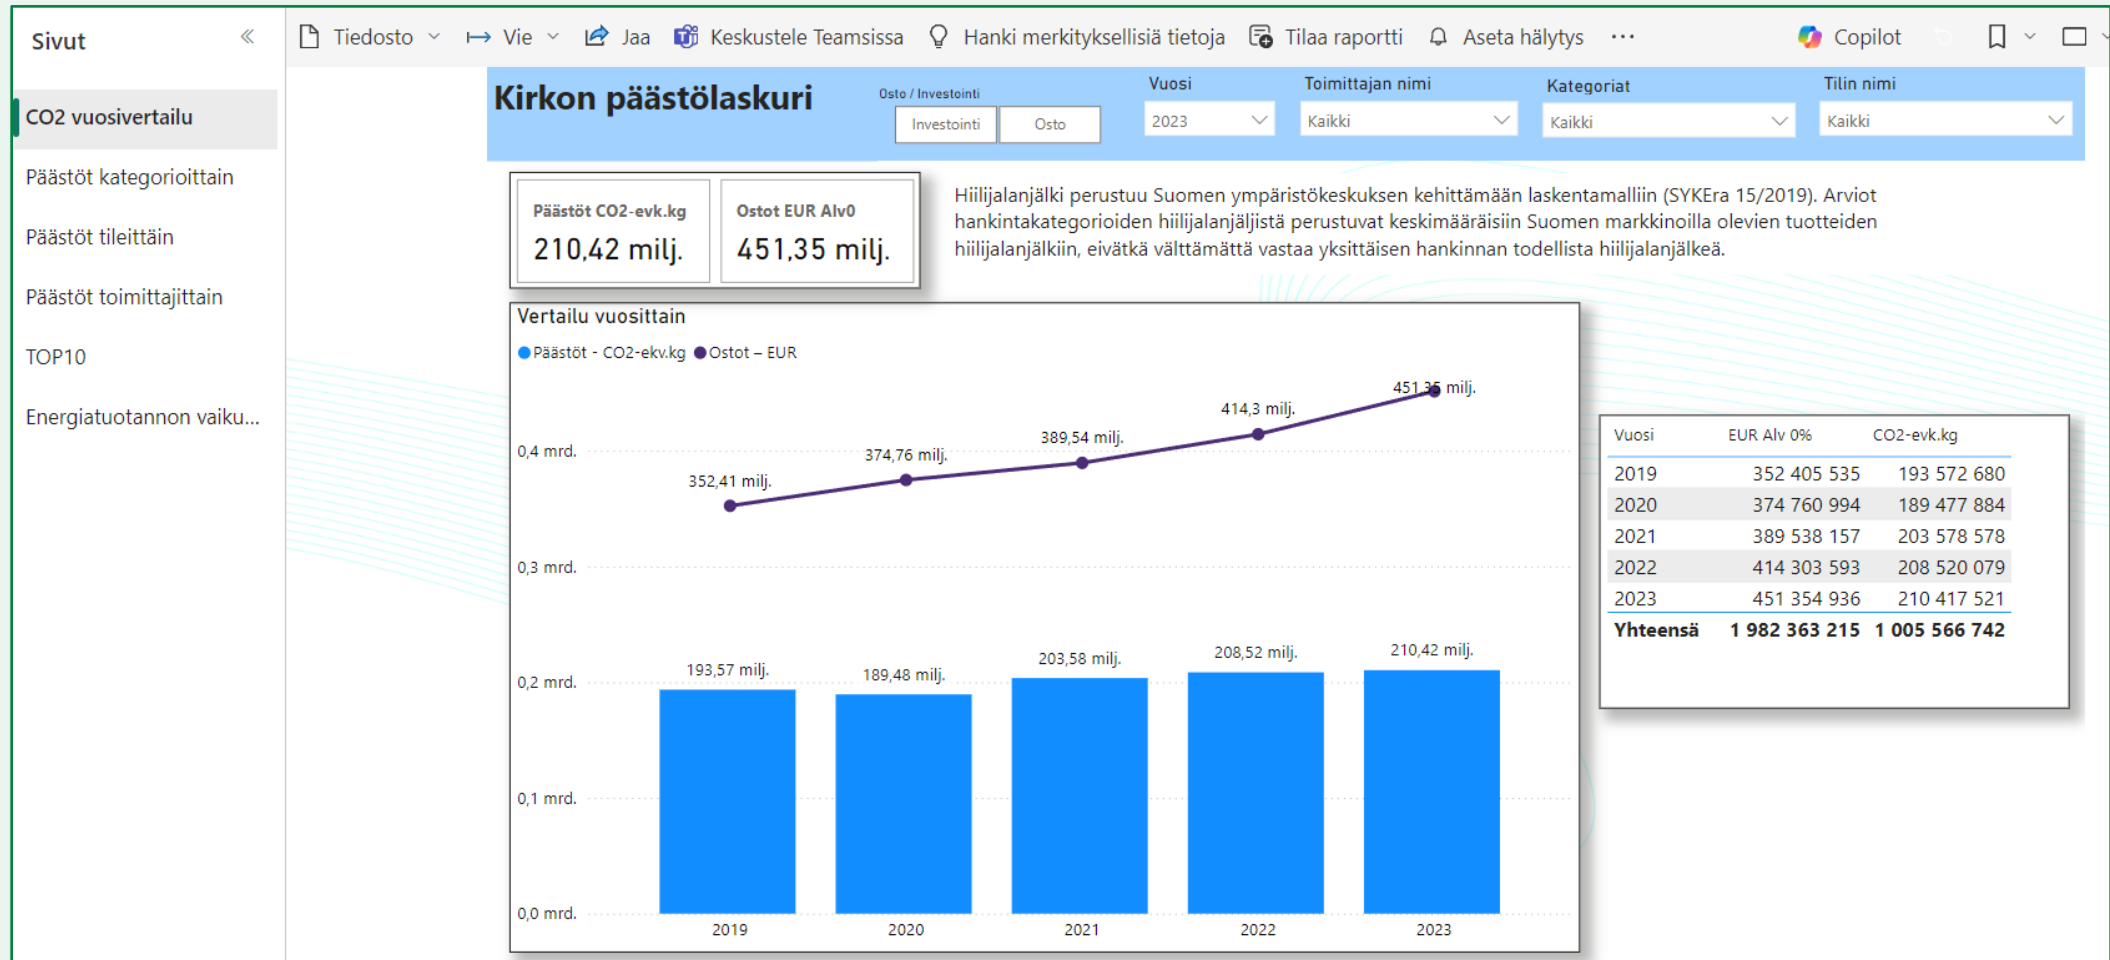 Sivut
CO2 vuosivertailu
Päästöt kategorioittain
Päästöt tileittäin
Päästöt toimittajittain
TOP10
Energiatuotannon vaiku...
Tiedosto Vie Jaa Keskustele Teamsissa Hanki merkityksellisiä tietoja Tilaa raportti Aseta hälytys ... Copilot
Kirkon päästölaskuri
Osto / Investointi
Investointi Osto
Vuosi
2023
Toimittajan nimi
Kaikki
Kategoriat
Kaikki
Tilin nimi
Kaikki
Päästöt CO2-evk.kg
210,42 milj.
Ostot EUR Alv0
451,35 milj.
Hiilijalanjälki perustuu Suomen ympäristökeskuksen kehittämään laskentamalliin (SYKEra 15/2019). Arviot
hankintakategorioiden hiilijalanjäljistä perustuvat keskimääräisiin Suomen markkinoilla olevien tuotteiden
hiilijalanjälkiin, eivätkä välttämättä vastaa yksittäisen hankinnan todellista hiilijalanjälkeä.
Vertailu vuosittain
Päästöt - CO2-ekv.kg Ostot – EUR
451,35 milj.
414,3 milj.
389,54 milj.
374,76 milj.
352,41 milj.
0,4 mrd.
0,3 mrd.
0,2 mrd.
0,1 mrd.
0,0 mrd.
193,57 milj.
189,48 milj.
203,58 milj.
208,52 milj.
210,42 milj.
2019 2020 2021 2022 2023
Vuosi EUR Alv 0% CO2-evk.kg
2019 352 405 535 193 572 680
2020 374 760 994 189 477 884
2021 389 538 157 203 578 578
2022 414 303 593 208 520 079
2023 451 354 936 210 417 521
Yhteensä 1 982 363 215 1 005 566 742